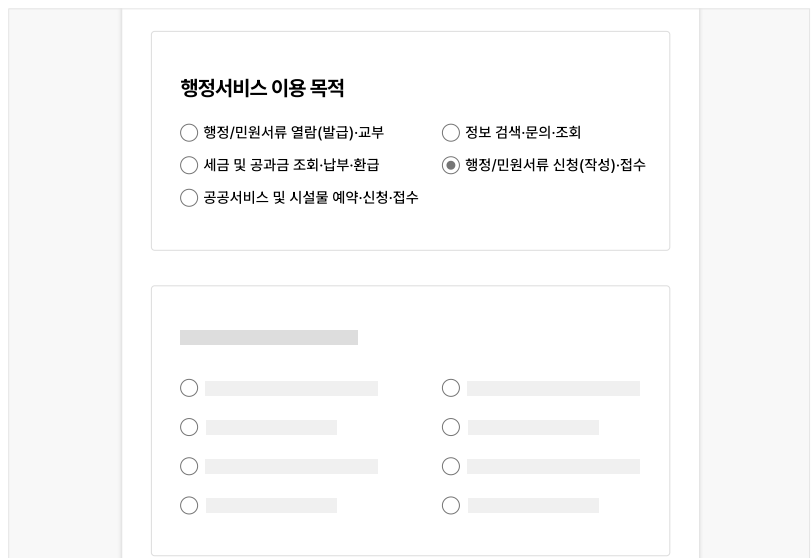 행정서비스 이용 목적
행정/민원서류 열람(발급)·교부
정보 검색·문의·조회
세금 및 공과금 조회·납부·환급
행정/민원서류 신청(작성)·접수
공공서비스 및 시설물 예약·신청·접수